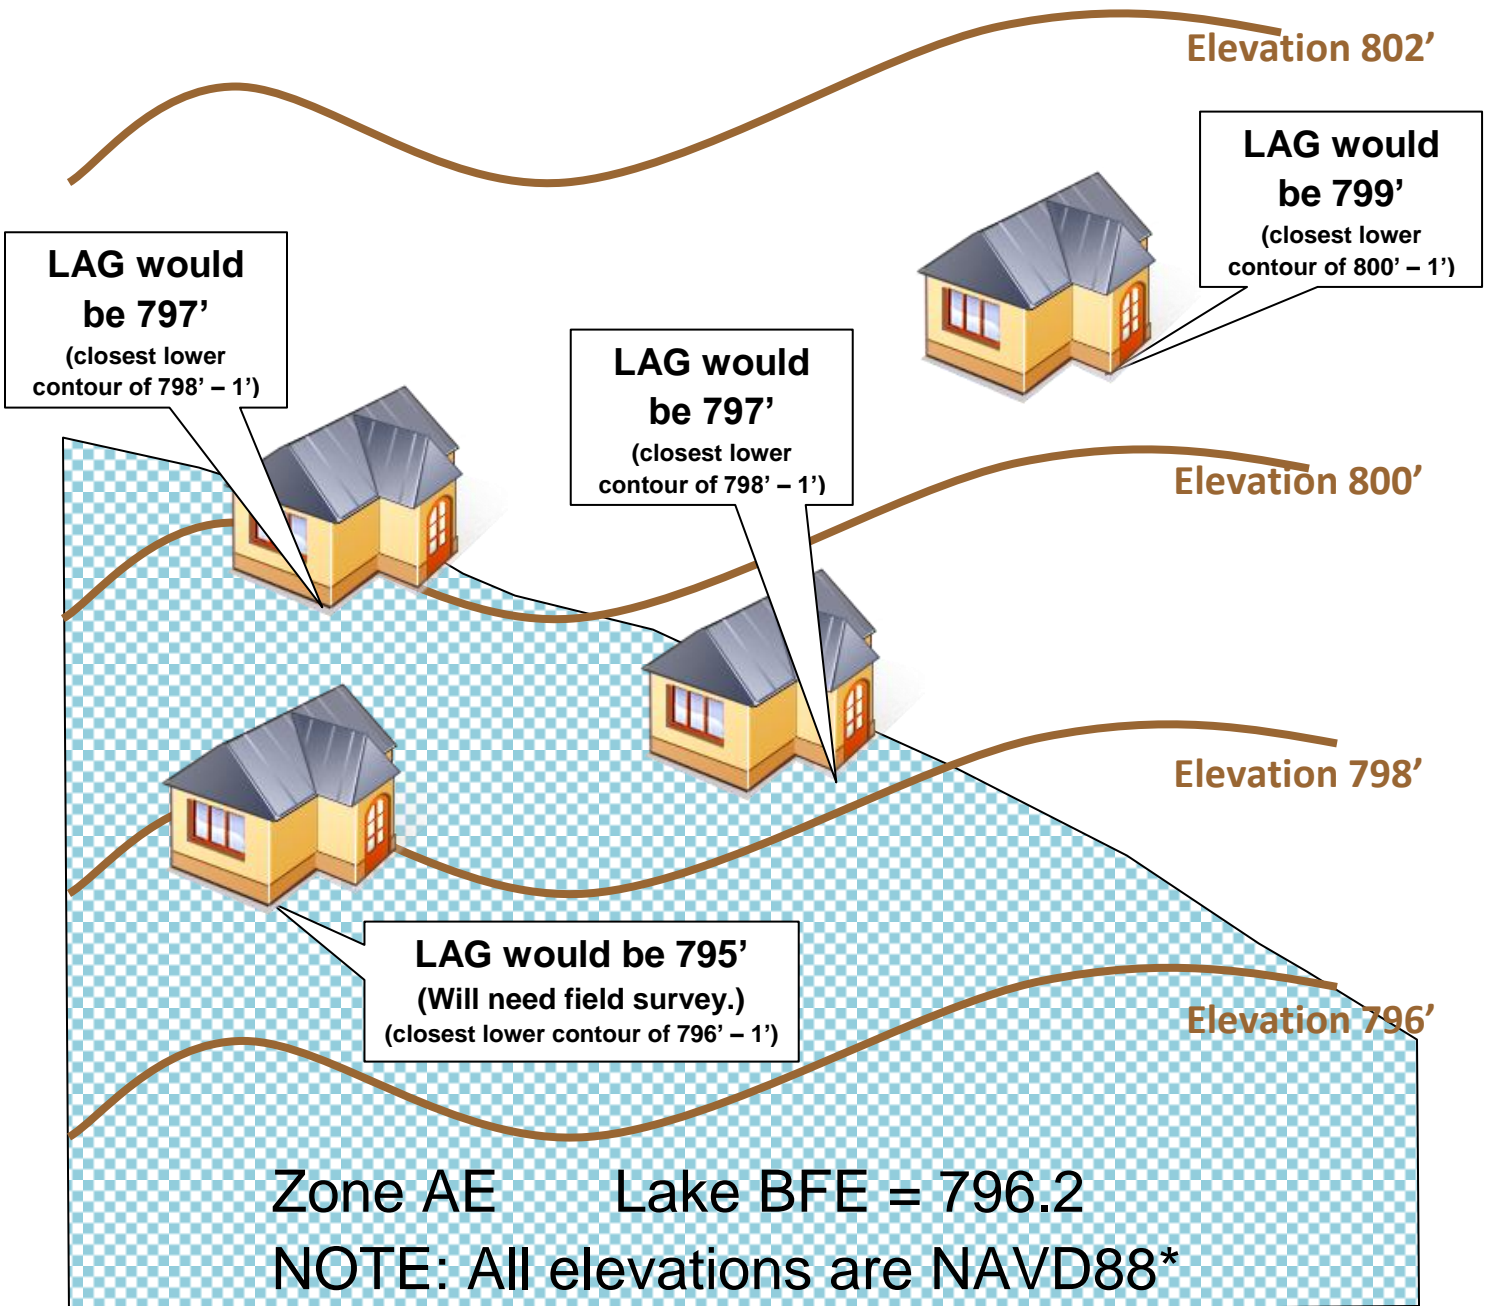 Elevation 802’
LAG would
be 799’
(closest lower
contour of 800’ – 1’)
LAG would
be 797’
(closest lower
contour of 798’ – 1’)
LAG would
be 797’
(closest lower
contour of 798’ – 1’)
Elevation 800’
Elevation 798’
LAG would be 795’
(Will need field survey.)
(closest lower contour of 796’ – 1’)
Elevation 796’
Zone AE Lake BFE = 796.2
NOTE: All elevations are NAVD88*